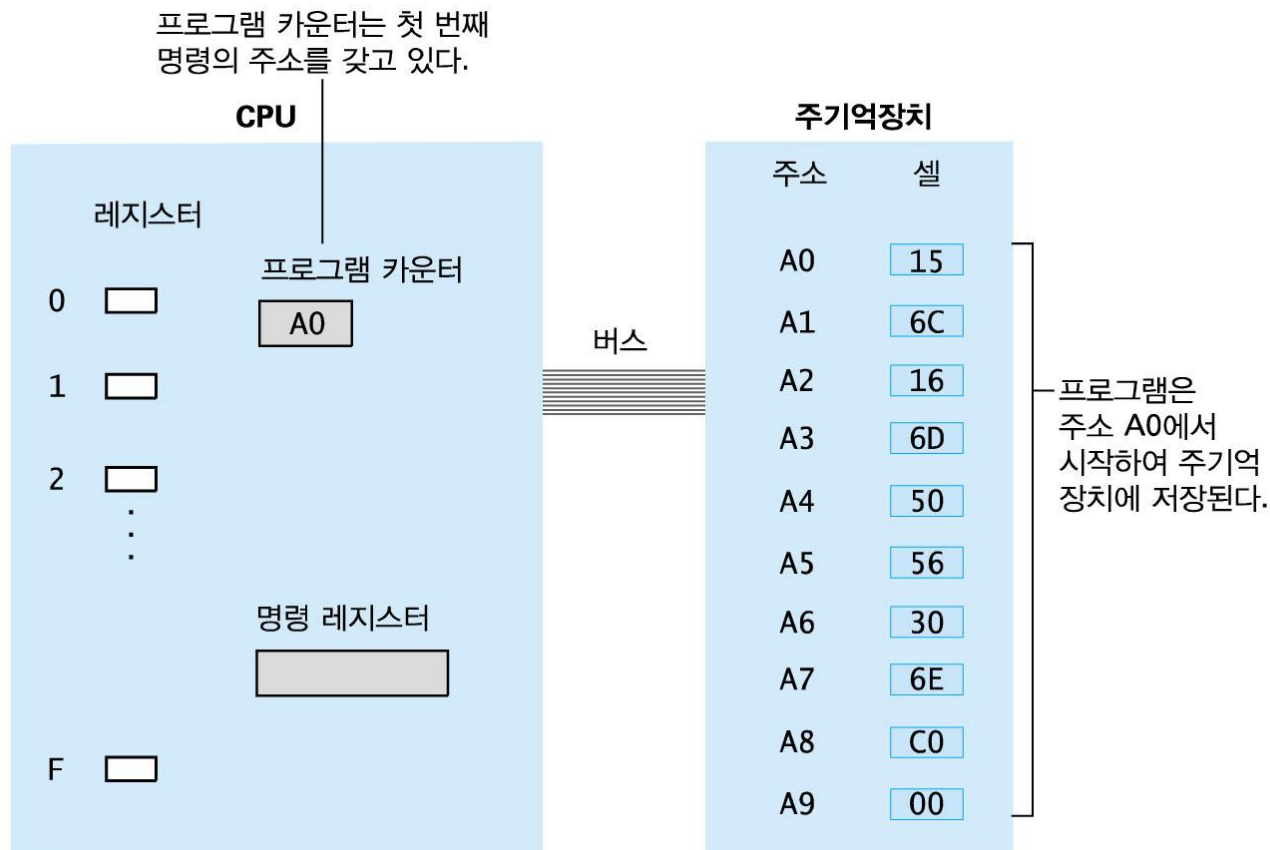 프로그램 카운터는 첫 번째
명령의 주소를 갖고 있다.
CPU
레지스터
프로그램 카운터
0
A0
1
2
명령 레지스터
F
버스
주기억장치
주소 셀
A0 15
A1 6C
A2 16
A3 6D
A4 50
A5 56
A6 30
A7 6E
A8 C0
A9 00
프로그램은
주소 A0에서
시작하여 주기억
장치에 저장된다.